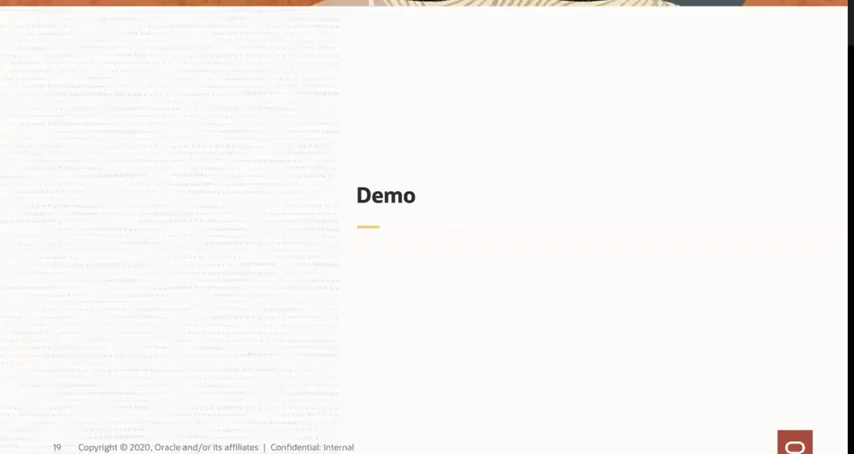 Demo
19 Copyright © 2020, Oracle and/or its affiliates | Confidential: Internal